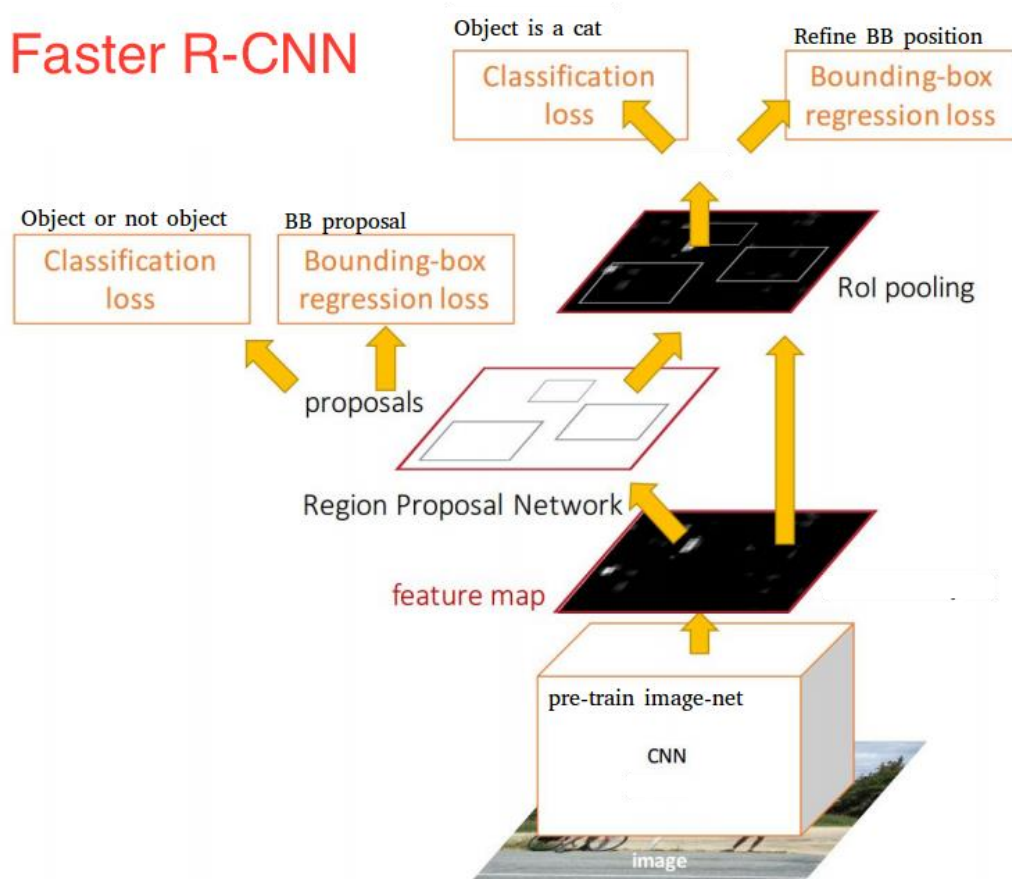 Faster R-CNN
Object is a cat
Classification
loss
Refine BB position
Bounding-box
regression loss
Object or not object
Classification
loss
BB proposal
Bounding-box
regression loss
RoI pooling
proposals
Region Proposal Network
feature map
pre-train image-net
CNN
image